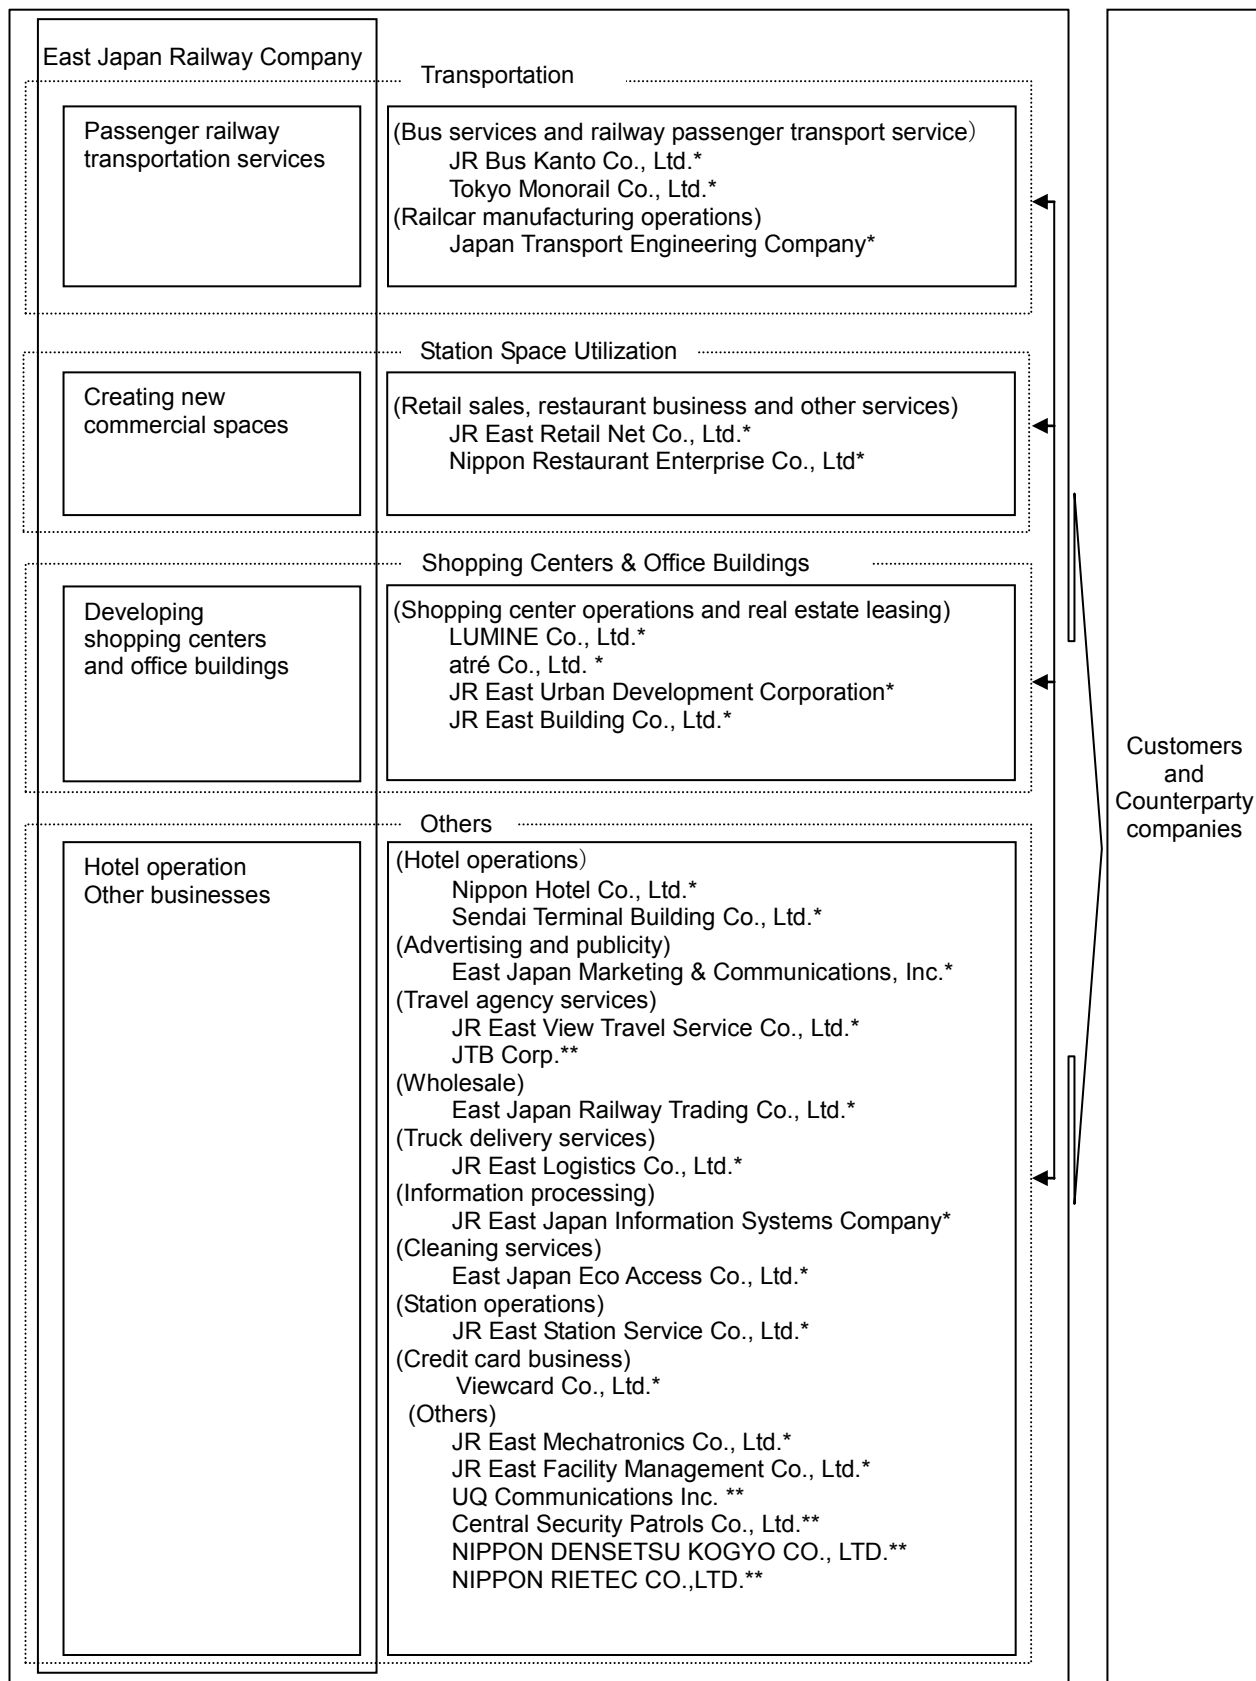 East Japan Railway Company
Transportation
Passenger railway
transportation services
(Bus services and railway passenger transport service）
JR Bus Kanto Co., Ltd.*
Tokyo Monorail Co., Ltd.*
(Railcar manufacturing operations)
Japan Transport Engineering Company*
Station Space Utilization
Creating new
commercial spaces
(Retail sales, restaurant business and other services)
JR East Retail Net Co., Ltd.*
Nippon Restaurant Enterprise Co., Ltd*
Shopping Centers & Office Buildings
Developing
shopping centers
and office buildings
(Shopping center operations and real estate leasing)
LUMINE Co., Ltd.*
atré Co., Ltd. *
JR East Urban Development Corporation*
JR East Building Co., Ltd.*
Others
Hotel operation
Other businesses
(Hotel operations）
Nippon Hotel Co., Ltd.*
Sendai Terminal Building Co., Ltd.*
(Advertising and publicity)
East Japan Marketing & Communications, Inc.*
(Travel agency services)
JR East View Travel Service Co., Ltd.*
JTB Corp.**
(Wholesale)
East Japan Railway Trading Co., Ltd.*
(Truck delivery services)
JR East Logistics Co., Ltd.*
(Information processing)
JR East Japan Information Systems Company*
(Cleaning services)
East Japan Eco Access Co., Ltd.*
(Station operations)
JR East Station Service Co., Ltd.*
(Credit card business)
Viewcard Co., Ltd.*
(Others)
JR East Mechatronics Co., Ltd.*
JR East Facility Management Co., Ltd.*
UQ Communications Inc. **
Central Security Patrols Co., Ltd.**
NIPPON DENSETSU KOGYO CO., LTD.**
NIPPON RIETEC CO.,LTD.**
Customers
and
Counterparty
companies